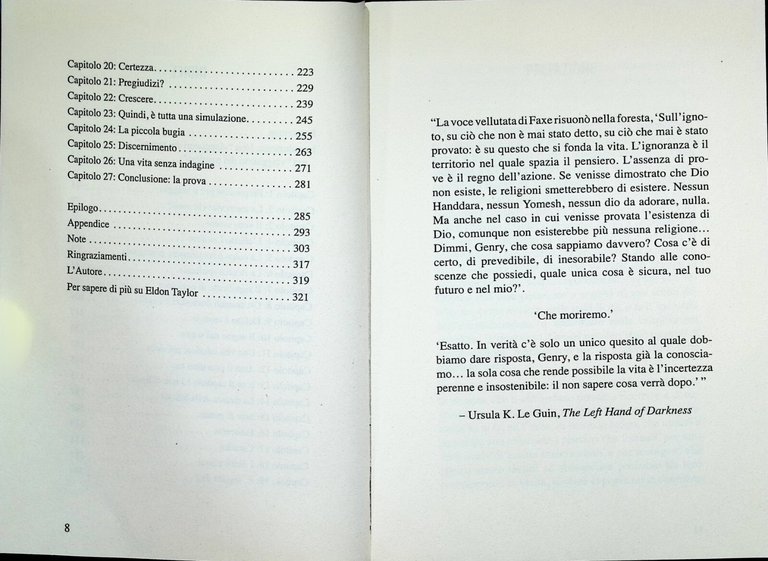 Capitolo 20: Certezza. . . . . . . . . . . . . . . . . . . . . . . . . . . 223
Capitolo 21: Pregiudizi? . . . . . . . . . . . . . . . . . . . . . . . . . 229
Capitolo 22: Crescere. . . . . . . . . . . . . . . . . . . . . . . . . . . 239
Capitolo 23: Quindi, è tutta una simulazione. . . . . . . . . 245
Capitolo 24: La piccola bugia . . . . . . . . . . . . . . . . . . . . 255
Capitolo 25: Discernimento. . . . . . . . . . . . . . . . . . . . . . 263
Capitolo 26: Una vita senza indagine . . . . . . . . . . . . . . . 271
Capitolo 27: Conclusione: la prova . . . . . . . . . . . . . . . . 281
Epilogo. . . . . . . . . . . . . . . . . . . . . . . . . . . . . . . . . . . . . 285
Appendice . . . . . . . . . . . . . . . . . . . . . . . . . . . . . . . . . . 293
Note . . . . . . . . . . . . . . . . . . . . . . . . . . . . . . . . . . . . . . . 303
Ringraziamenti. . . . . . . . . . . . . . . . . . . . . . . . . . . . . . . 317
L'Autore. . . . . . . . . . . . . . . . . . . . . . . . . . . . . . . . . . . . 319
Per sapere di più su Eldon Taylor . . . . . . . . . . . . . . . . . 321
8
“La voce vellutata di Faxe risuonò nella foresta, ‘Sull'igno-
to, su ciò che non è mai stato detto, su ciò che mai è stato
provato: è su questo che si fonda la vita. L'ignoranza è il
territorio nel quale spazia il pensiero. L'assenza di pro-
ve è il regno dell'azione. Se venisse dimostrato che Dio
non esiste, le religioni smetterebbero di esistere. Nessun
Handdara, nessun Yomesh, nessun dio da adorare, nulla.
Ma anche nel caso in cui venisse provata l'esistenza di
Dio, comunque non esisterebbe più nessuna religione…
Dimmi, Genry, che cosa sappiamo davvero? Cosa c'è di
certo, di prevedibile, di inesorabile? Stando alle cono-
scenze che possiedi, quale unica cosa è sicura, nel tuo
futuro e nel mio?’.
‘Che moriremo.’
‘Esatto. In verità c'è solo un unico quesito al quale dob-
biamo dare risposta, Genry, e la risposta già la conoscia-
mo… la sola cosa che rende possibile la vita è l'incertezza
perenne e insostenibile: il non sapere cosa verrà dopo.’ ”
– Ursula K. Le Guin, The Left Hand of Darkness